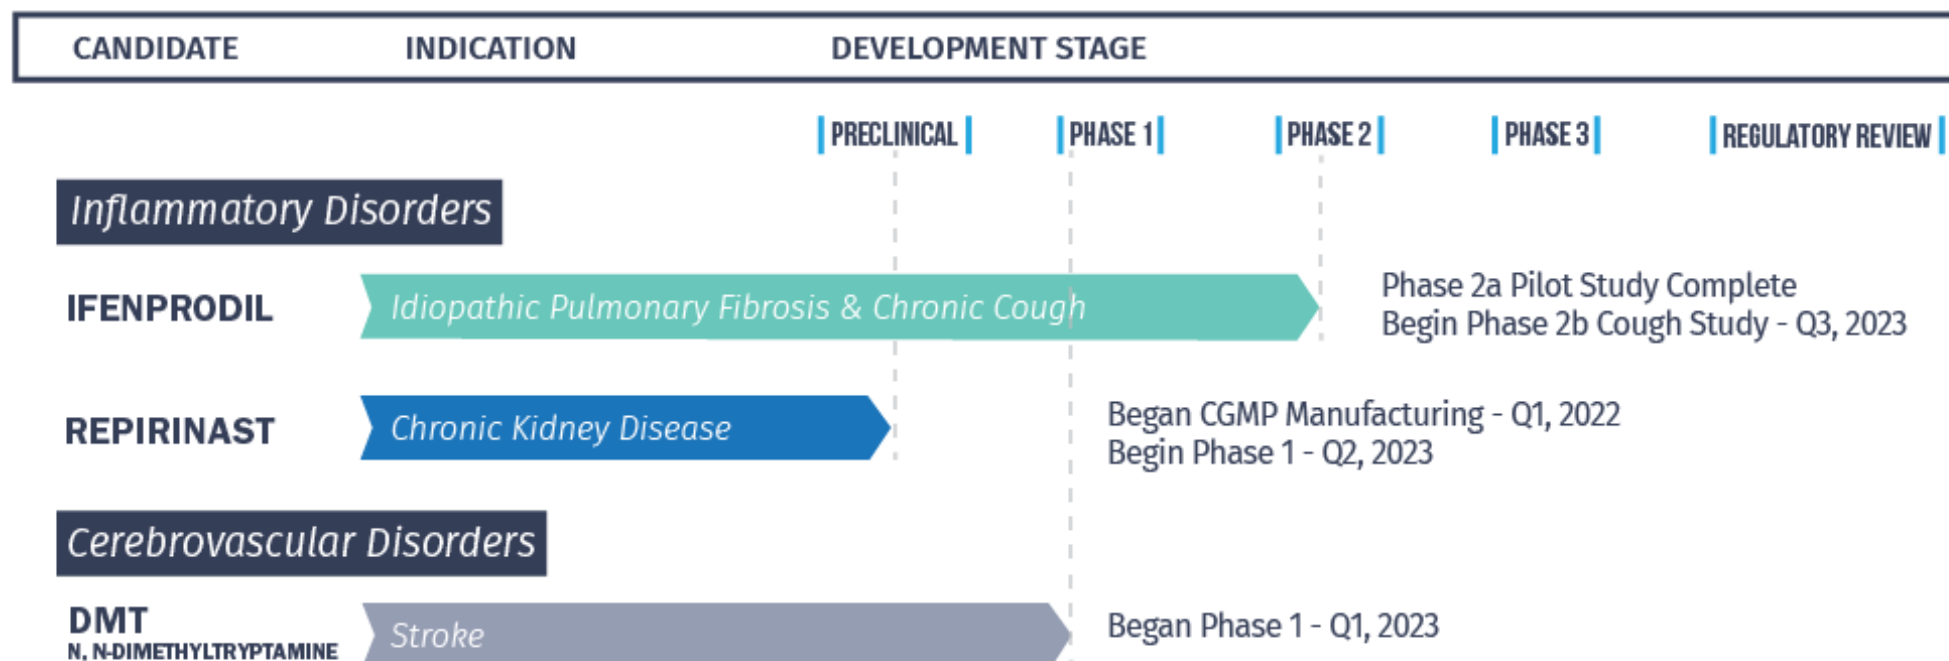 CANDIDATE INDICATION DEVELOPMENT STAGE
PRECLINICAL PHASE 1 PHASE 2 PHASE 3 REGULATORY REVIEW
Inflammatory Disorders
IFENPRODIL
Idiopathic Pulmonary Fibrosis & Chronic Cough
Phase 2a Pilot Study Complete
Begin Phase 2b Cough Study - Q3, 2023
REPIRINAST
Chronic Kidney Disease
Began CGMP Manufacturing - Q1, 2022
Begin Phase 1 - Q2, 2023
Cerebrovascular Disorders
DMT
N, N-DIMETHYLTRYPTAMINE
Stroke
Began Phase 1 - Q1, 2023